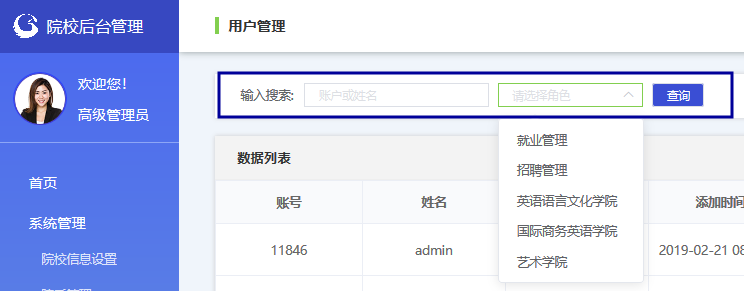 院校后台管理
用户管理
欢迎您!
高级管理员
输入搜索:
账户或姓名
请选择角色
查询
就业管理
招聘管理
英语语言文化学院
国际商务英语学院
艺术学院
数据列表
账号
姓名
添加时间
11846
admin
2019-02-21 08
首页
系统管理
院校信息设置